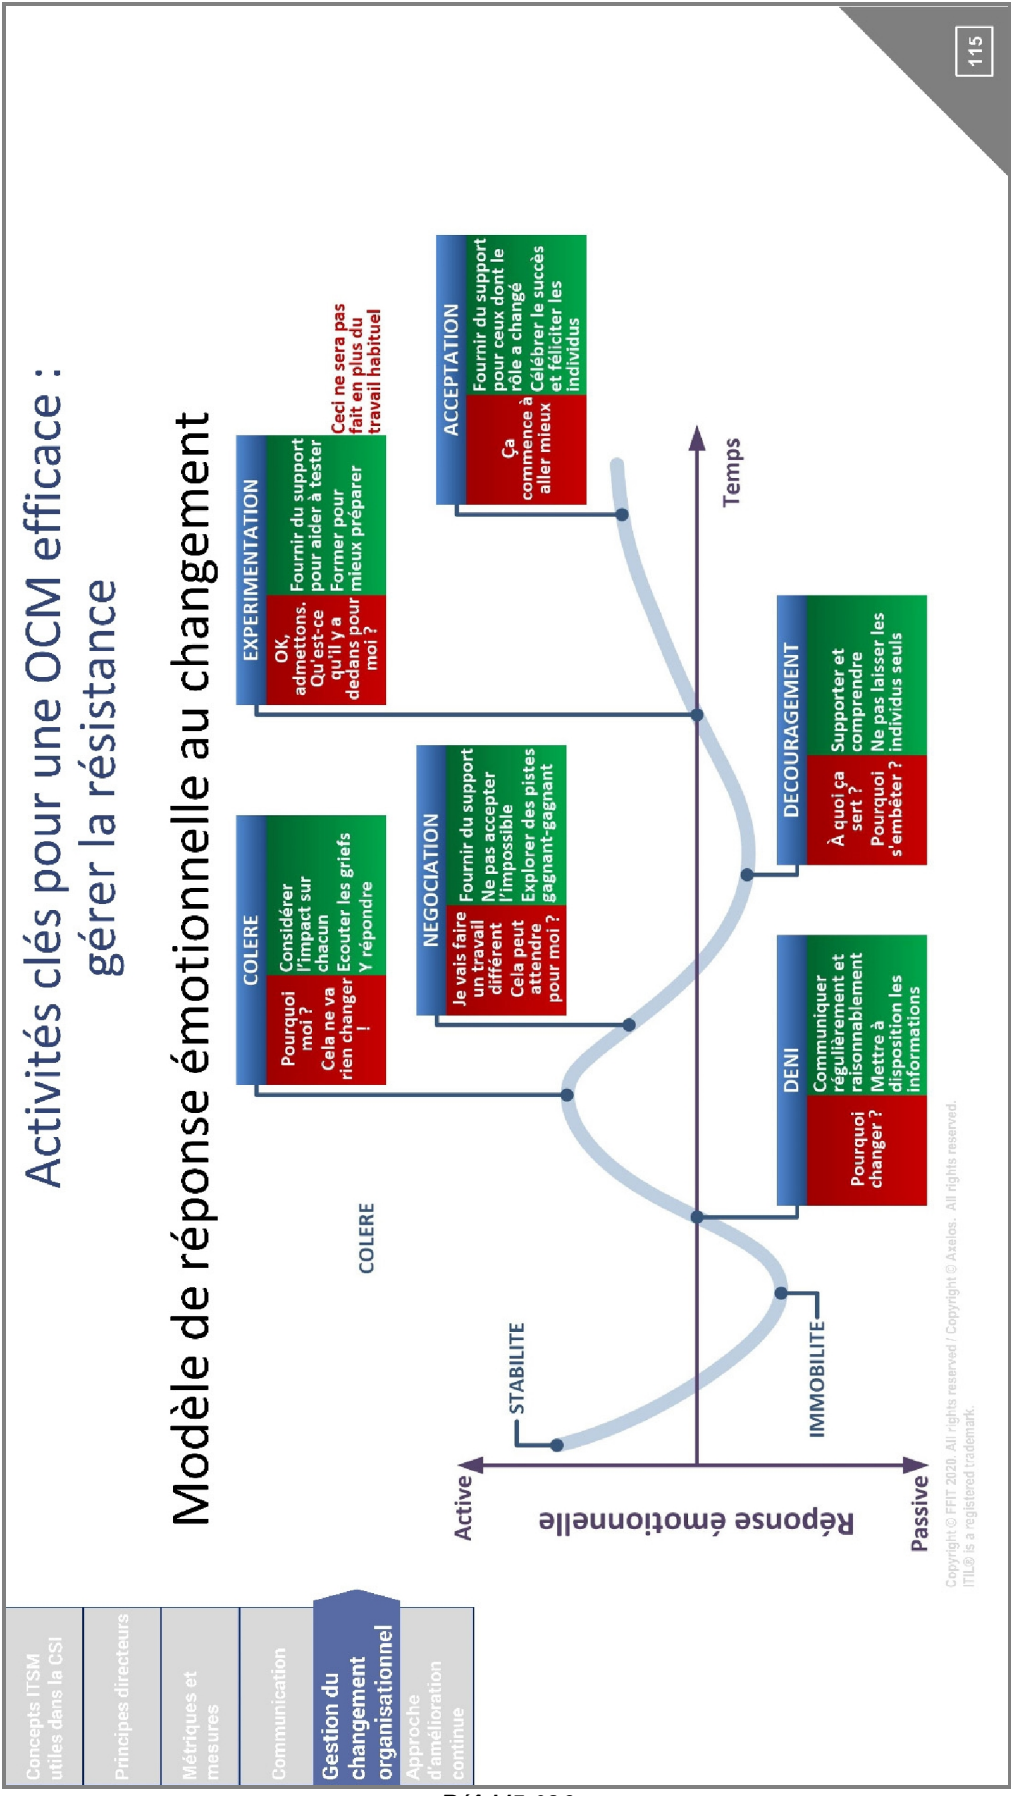 Activités clés pour une OCM efficace :
gérer la résistance
115
Concepts ITSM
utiles dans la CSI
Principes directeurs
Métriques et
mesures
Communication
Gestion du
changement
organisationnel
Approche
d'amélioration
continue
Modèle de réponse émotionnelle au changement
COLERE
Pourquoi
moi ?
Cela ne va
rien changer
!
Considérer
l'impact sur
chacun
Ecouter les griefs
Y répondre
EXPERIMENTATION
OK,
admettons.
Qu'est-ce
qu'il y a
dedans pour
moi ?
Fournir du support
pour aider à tester
Former pour
mieux préparer
Ceci ne sera pas
fait en plus du
travail habituel
COLERE
NEGOCIATION
Je vais faire
un travail
différent
Cela peut
attendre
pour moi ?
Fournir du support
Ne pas accepter
l'impossible
Explorer des pistes
gagnant-gagnant
ACCEPTATION
Ça
commence à
aller mieux
Fournir du support
pour ceux dont le
rôle a changé
Célébrer le succès
et féliciter les
individus
Active
STABILITE
Réponse émotionnelle
Temps
IMMOBILITE
Passive
DENI
Pourquoi
changer ?
Communiquer
régulièrement et
raisonnablement
Mettre à
disposition les
informations
DECOURAGEMENT
À quoi ça
sert ?
Pourquoi
s'embêter ?
Supporter et
comprendre
Ne pas laisser les
individus seuls
Copyright © FFIT 2020. All rights reserved / Copyright © Axelos. All rights reserved.
ITIL® is a registered trademark.